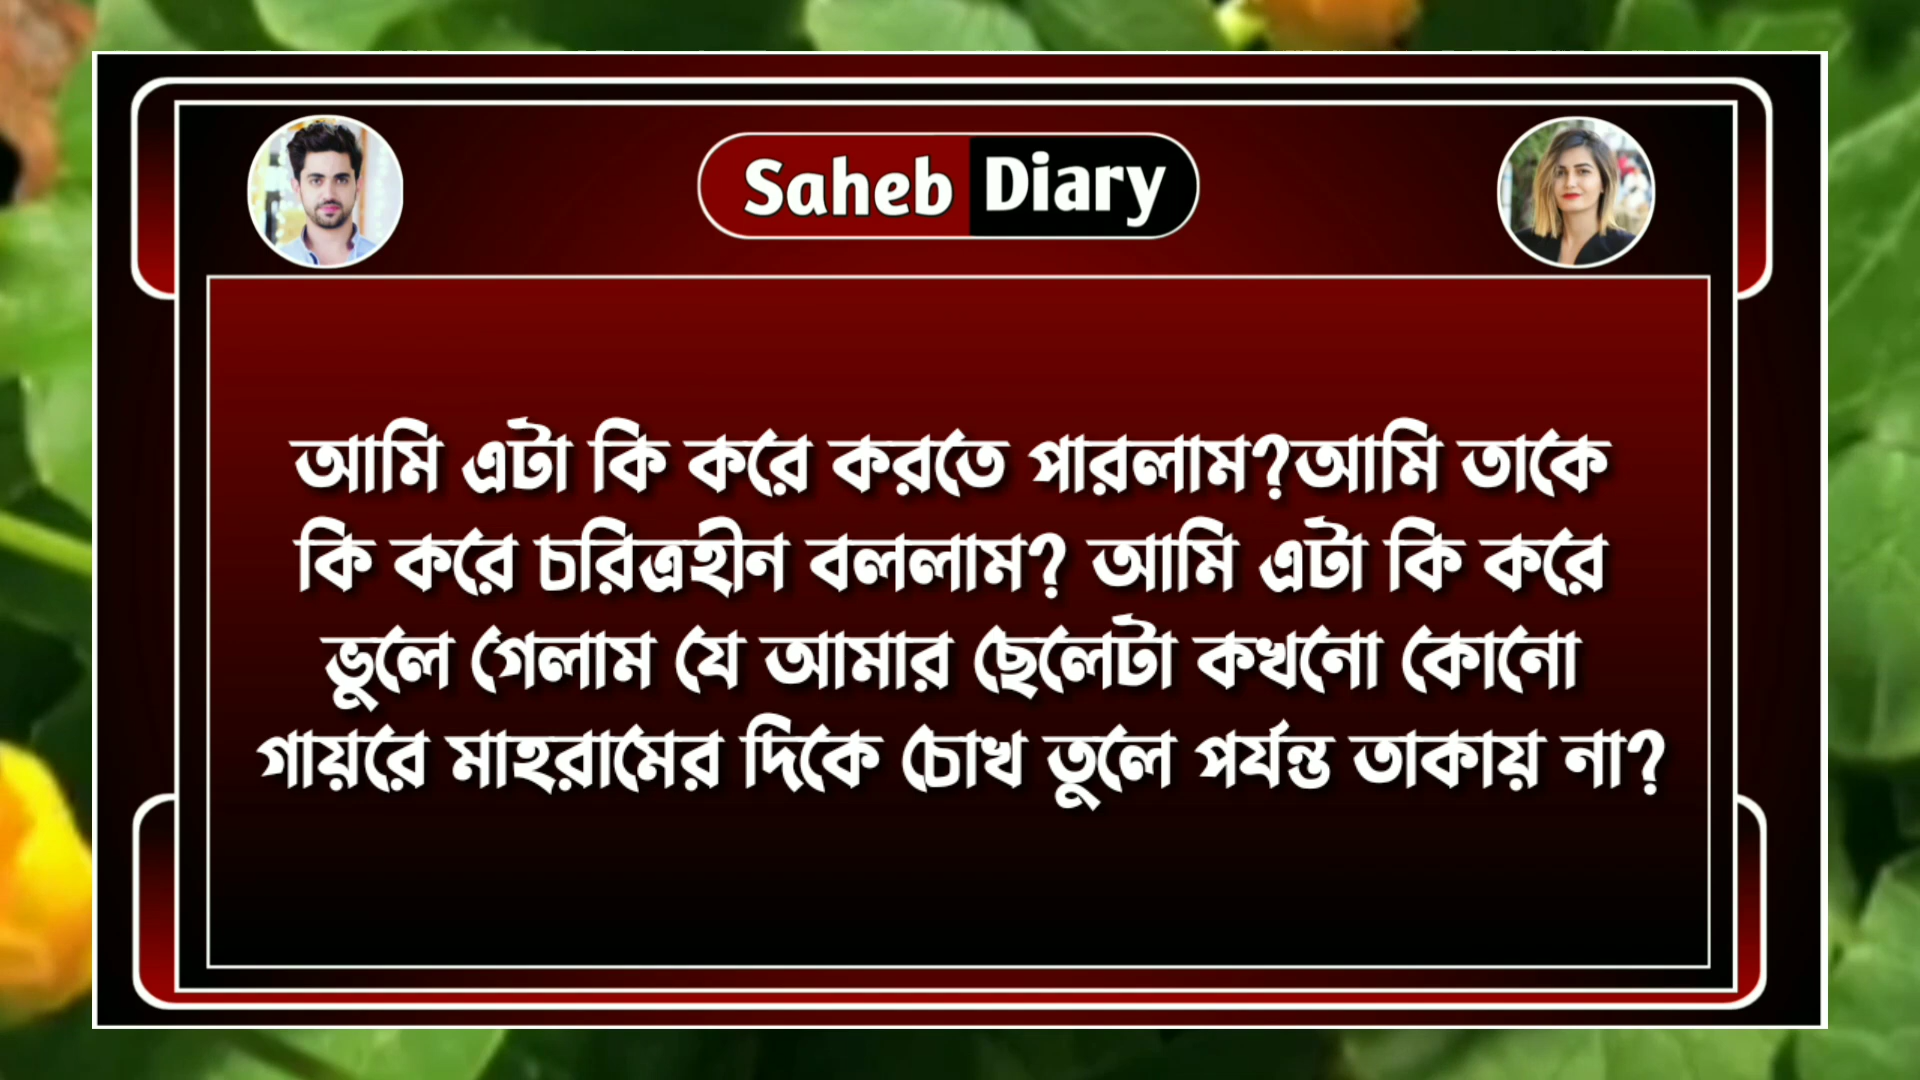 Saheb Diary
আমি এটা কি করে করতে পারলাম?আমি তাকে
কি করে চরিত্রহীন বললাম? আমি এটা কি করে
ভুলে গেলাম যে আমার ছেলেটা কখনো কোনো
গায়রে মাহরামের দিকে চোখ তুলে পর্যন্ত তাকায় না?